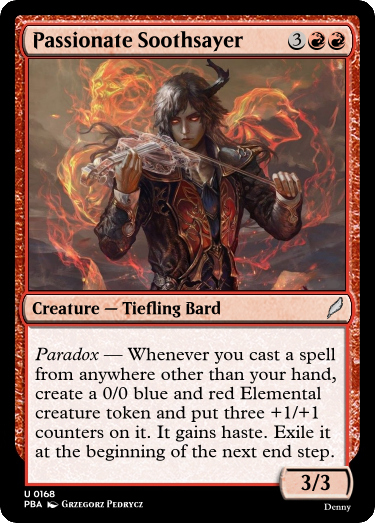 Passionate Soothsayer 3
Creature — Tiefling Bard
Paradox — Whenever you cast a spell
from anywhere other than your hand,
create a 0/0 blue and red Elemental
creature token and put three +1/+1
counters on it. It gains haste. Exile it
at the beginning of the next end step.
3/3
U 0168
PBA Grzegorz Pedrycz
Denny